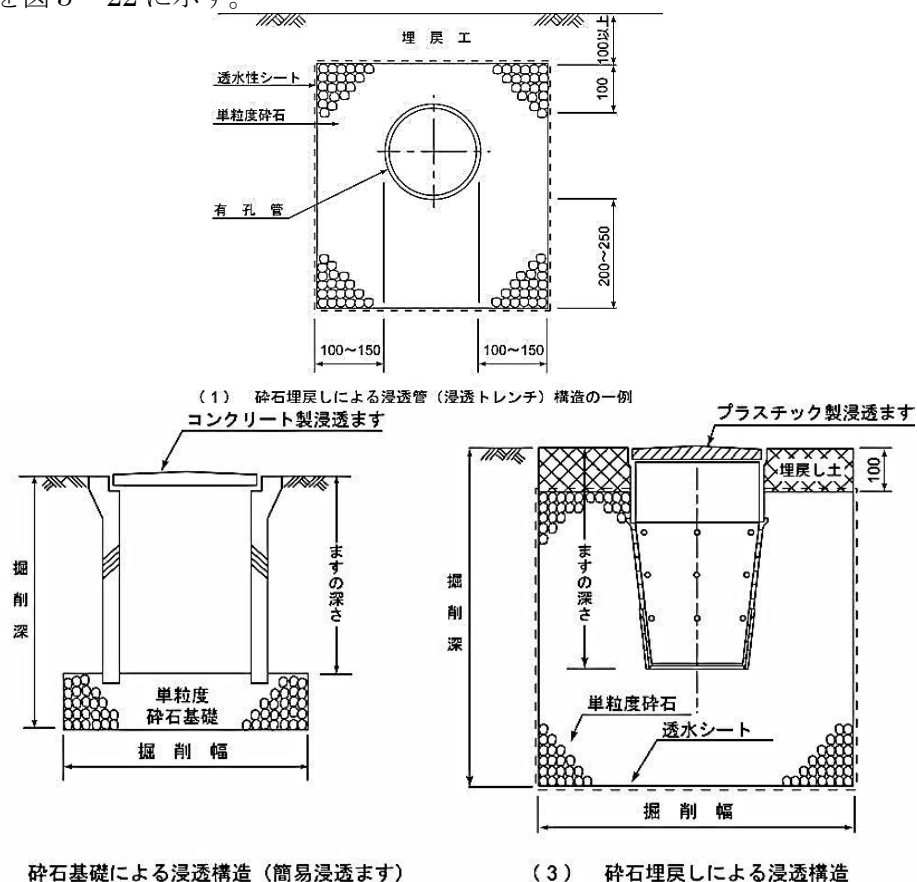 を図3－22に示す。
埋戻工
100以上
透水性シート
100
単粒度砕石
有孔管
200～250
100～150
100～150
(1) 砕石埋戻しによる浸透管（浸透トレンチ）構造の一例
コンクリート製浸透ます
プラスチック製浸透ます
埋戻し土
100
掘削深
ますの深さ
ますの深さ
掘削深
単粒度
砕石基礎
単粒度砕石
透水シート
掘削幅
掘削幅
砕石基礎による浸透構造（簡易浸透ます）
(3) 砕石埋戻しによる浸透構造